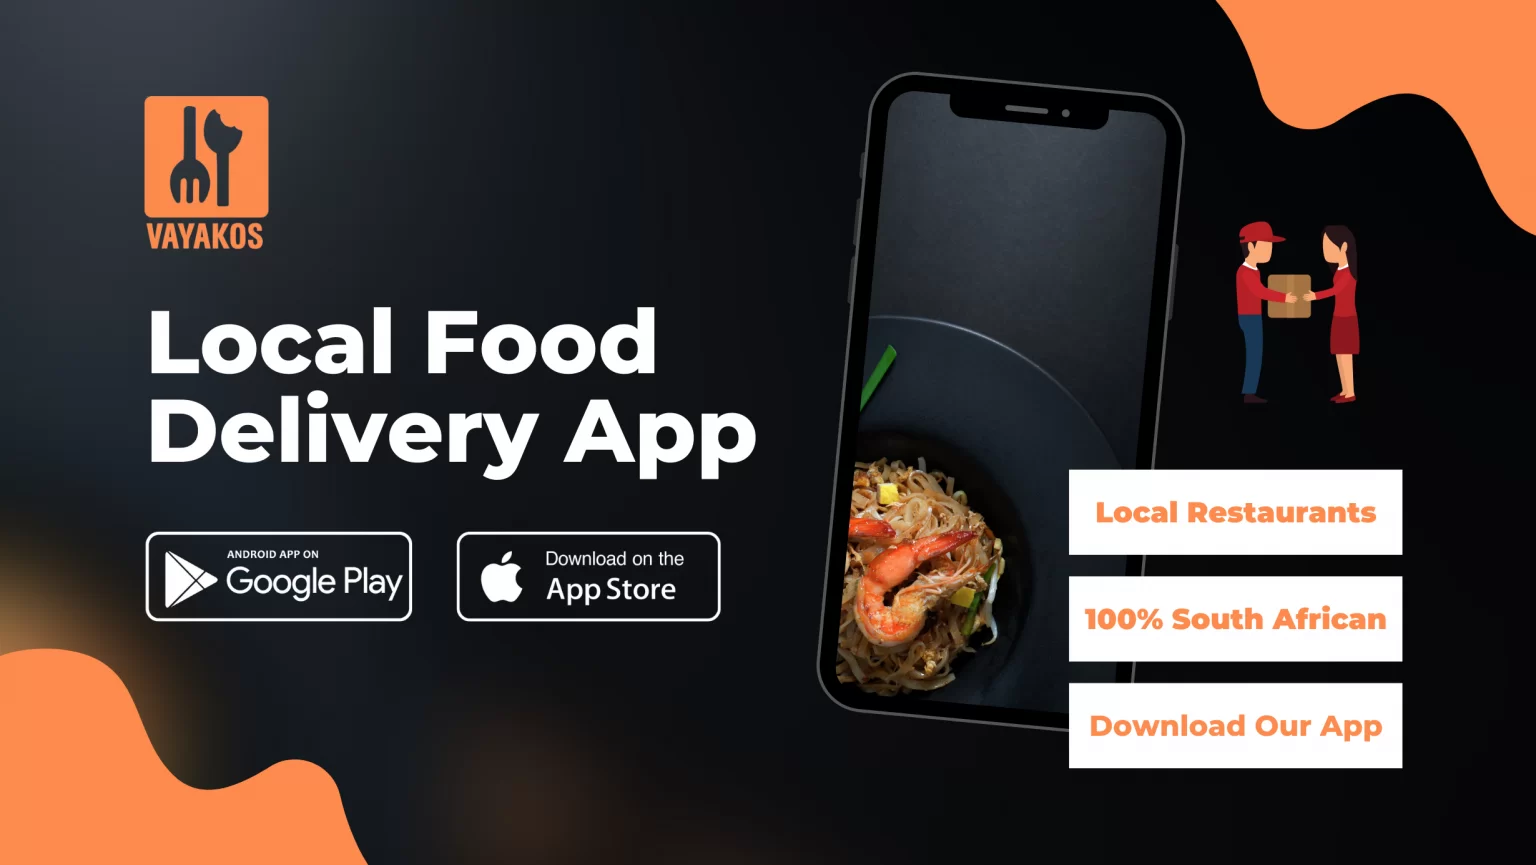 VAYAKOS
Local Food
Delivery App
ANDROID APP ON
Google Play
Download on the
App Store
Local Restaurants
100% South African
Download Our App